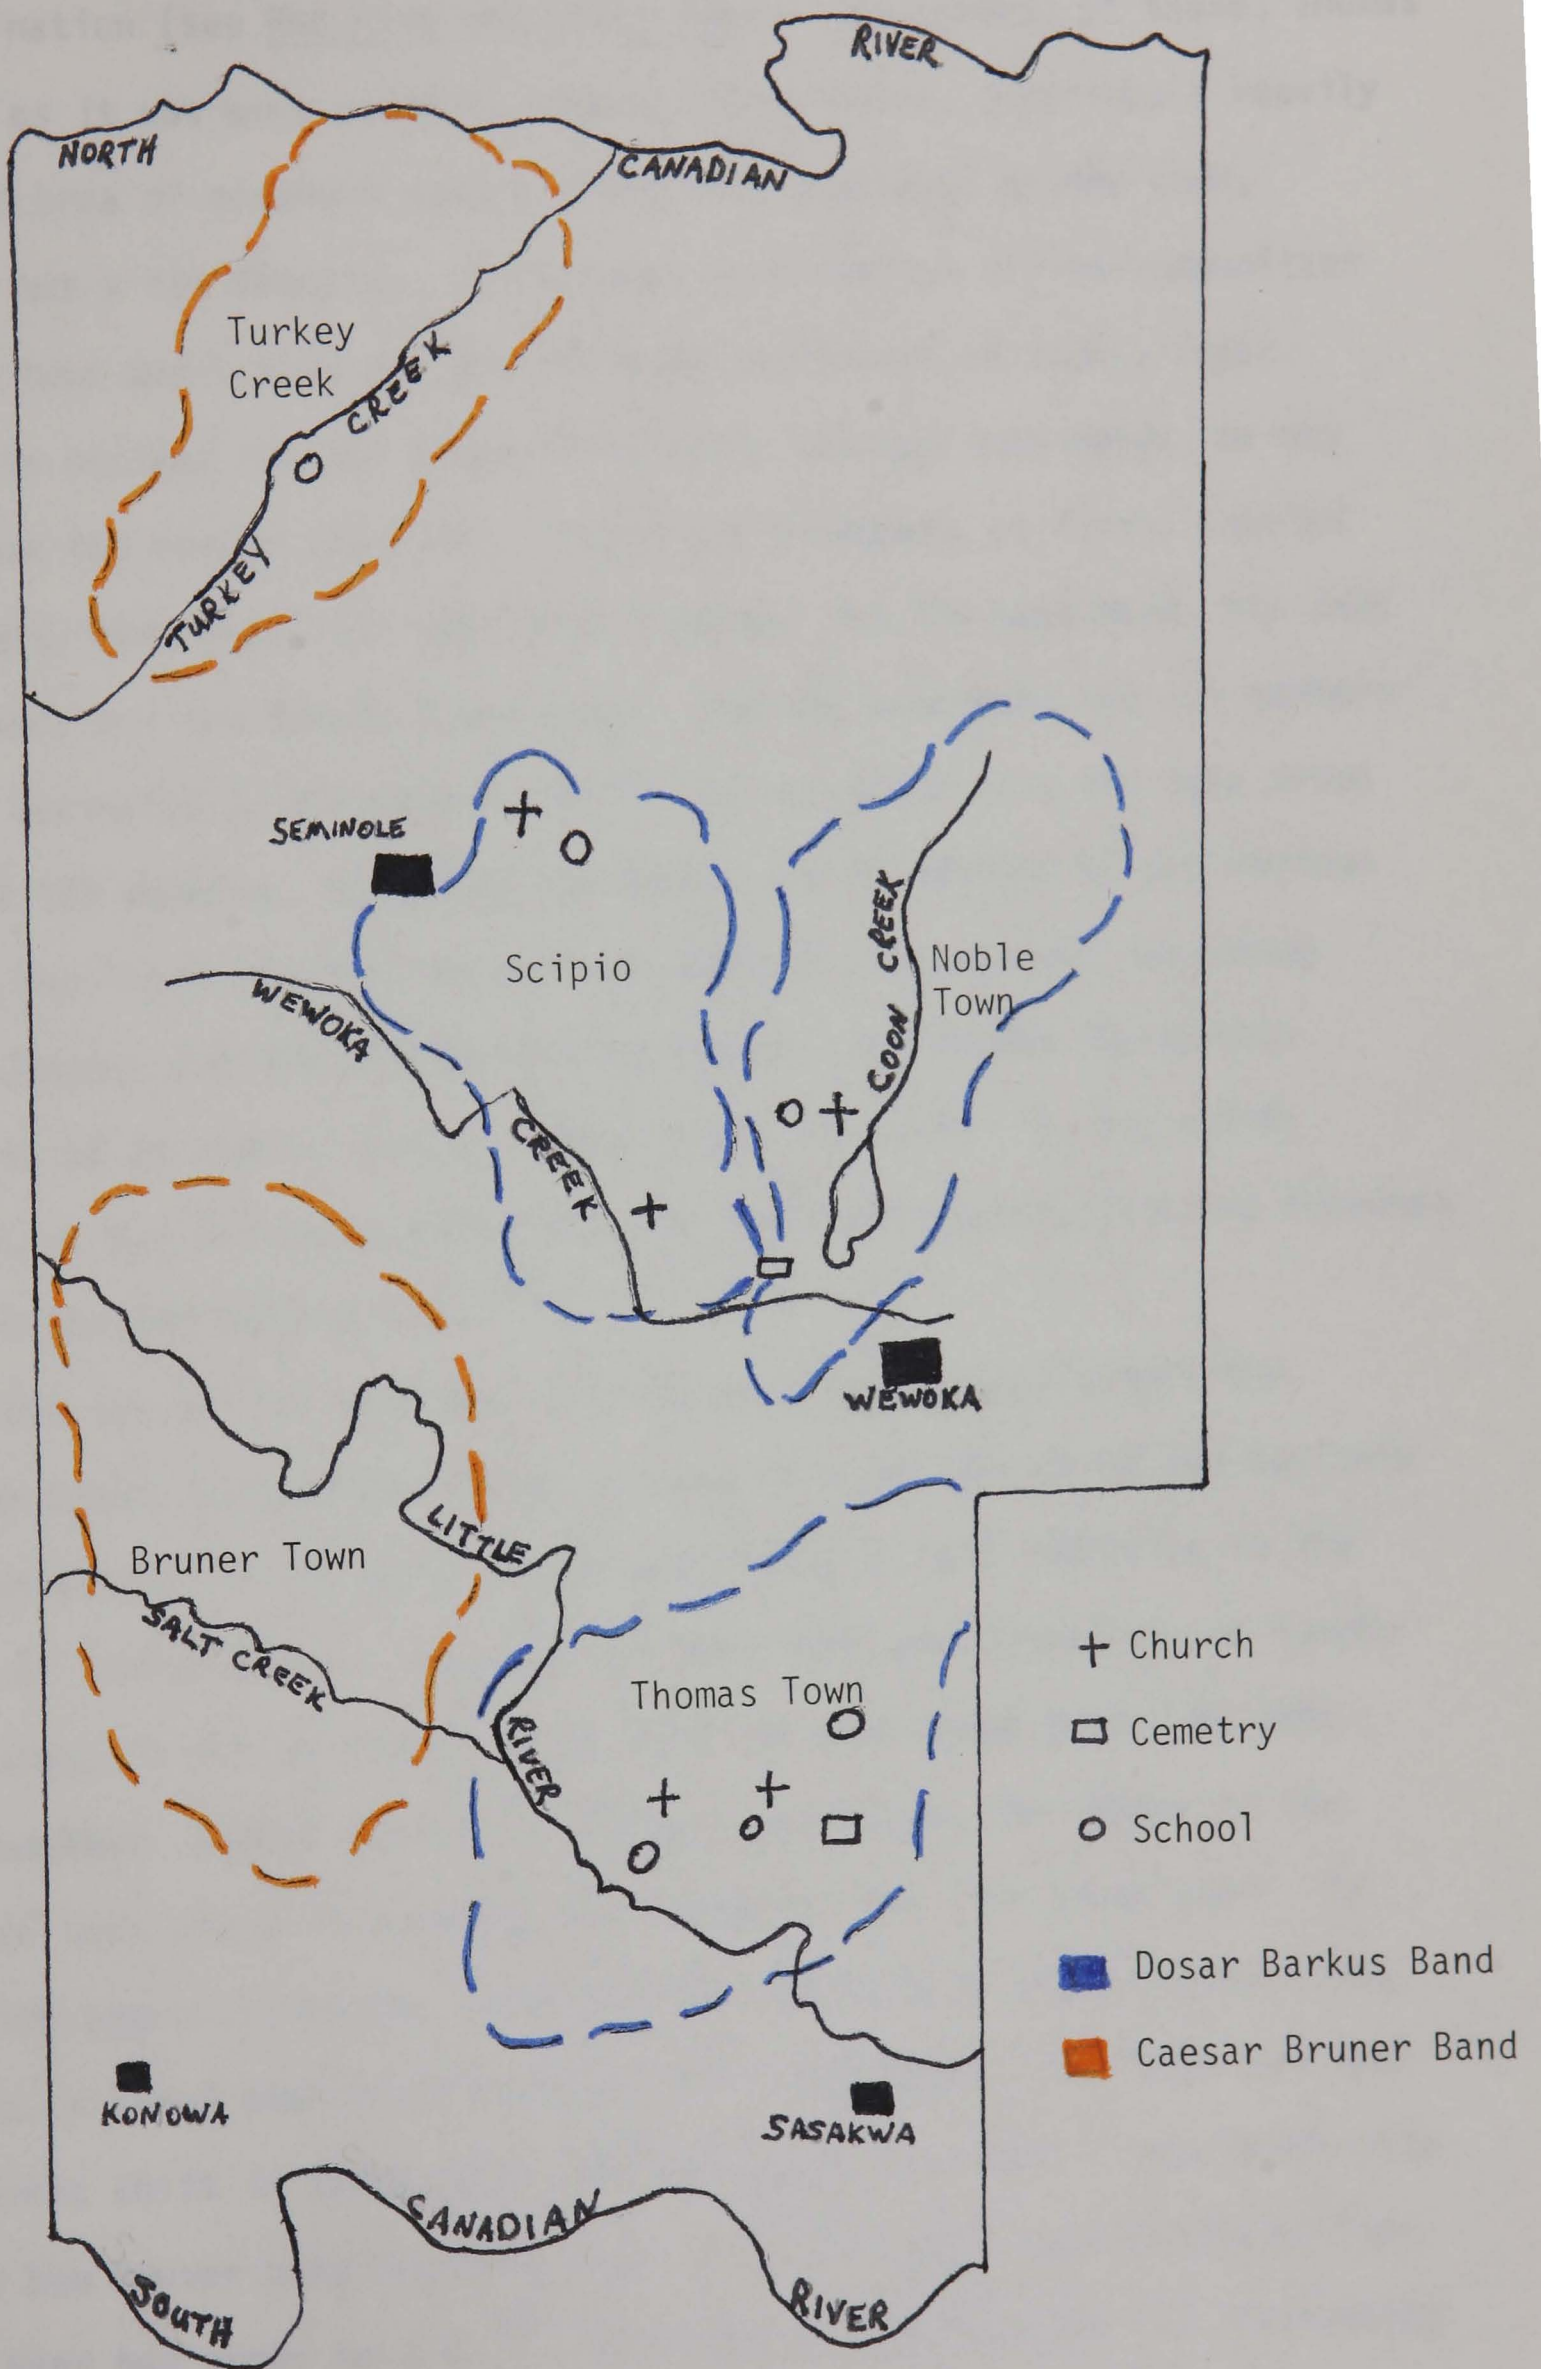 RIVER
NORTH
CANADIAN
Turkey
Creek
CREEK
TURKEY
SEMINOLE
Scipio
CREEK
COON
Noble
Town
WEWOKA
CREEK
WEWOKA
LITTLE
Bruner Town
SALT CREEK
Thomas Town
RIVER
+ Church
Cemetry
School
Dosar Barkus Band
Caesar Bruner Band
KONOWA
SASAKWA
CANADIAN
SOUTH
RIVER